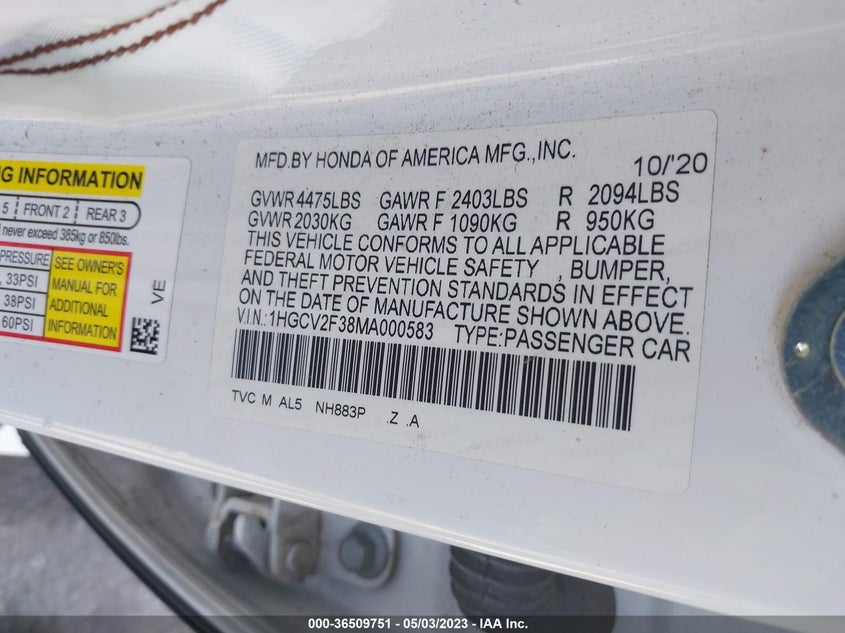 NG INFORMATION
5 FRONT 2 REAR 3
never exceed 385kg or 850lbs.
PRESSURE
33PSI
38PSI
60PSI
SEE OWNER'S
MANUAL FOR
ADDITIONAL
INFORMATION
VE
MFD.BY HONDA OF AMERICA MFG.,INC. 10/'20
GVWR 4475LBS GAWR F 2403LBS R 2094LBS
GVWR 2030KG GAWR F 1090KG R 950KG
THIS VEHICLE CONFORMS TO ALL APPLICABLE
FEDERAL MOTOR VEHICLE SAFETY , BUMPER,
AND THEFT PREVENTION STANDARDS IN EFFECT
ON THE DATE OF MANUFACTURE SHOWN ABOVE.
V.I.N.:1HGCV2F38MA000583 TYPE:PASSENGER CAR
TVC M AL5 NH883P .Z .A
000-36509751 - 05/03/2023 - IAA Inc.